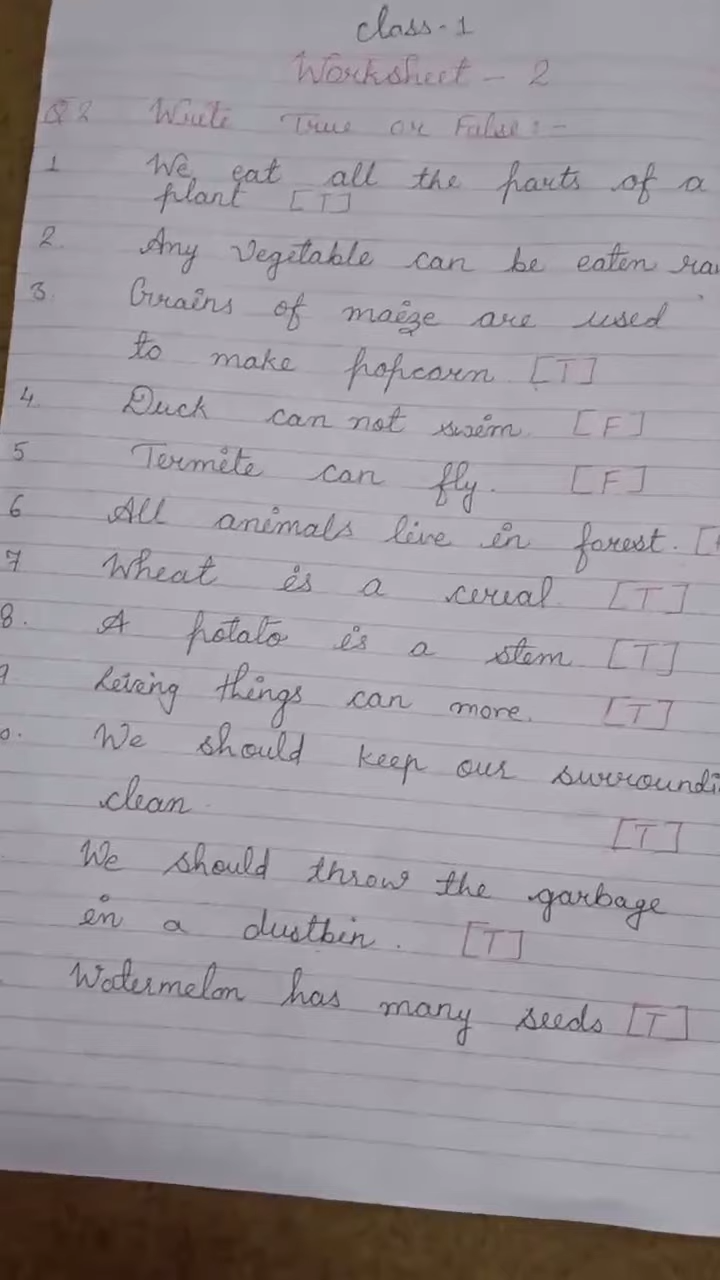 class-1
Worksheet - 2
Q2 Write True or False:-
1 We eat all the parts of a
plant [T]
2. Any vegetable can be eaten
3. Grains of maize are used
to make popcorn [T]
4. Duck can not swim [F]
5 Termite can fly. [F]
6 All animals live in forest. [
7 Wheat is a cereal [T]
8. A potato is a stem [T]
Living things can more. [T]
We should keep our
clean
[T]
We should throw the garbage
in a dustbin. [T]
Watermelon has many seeds [T]